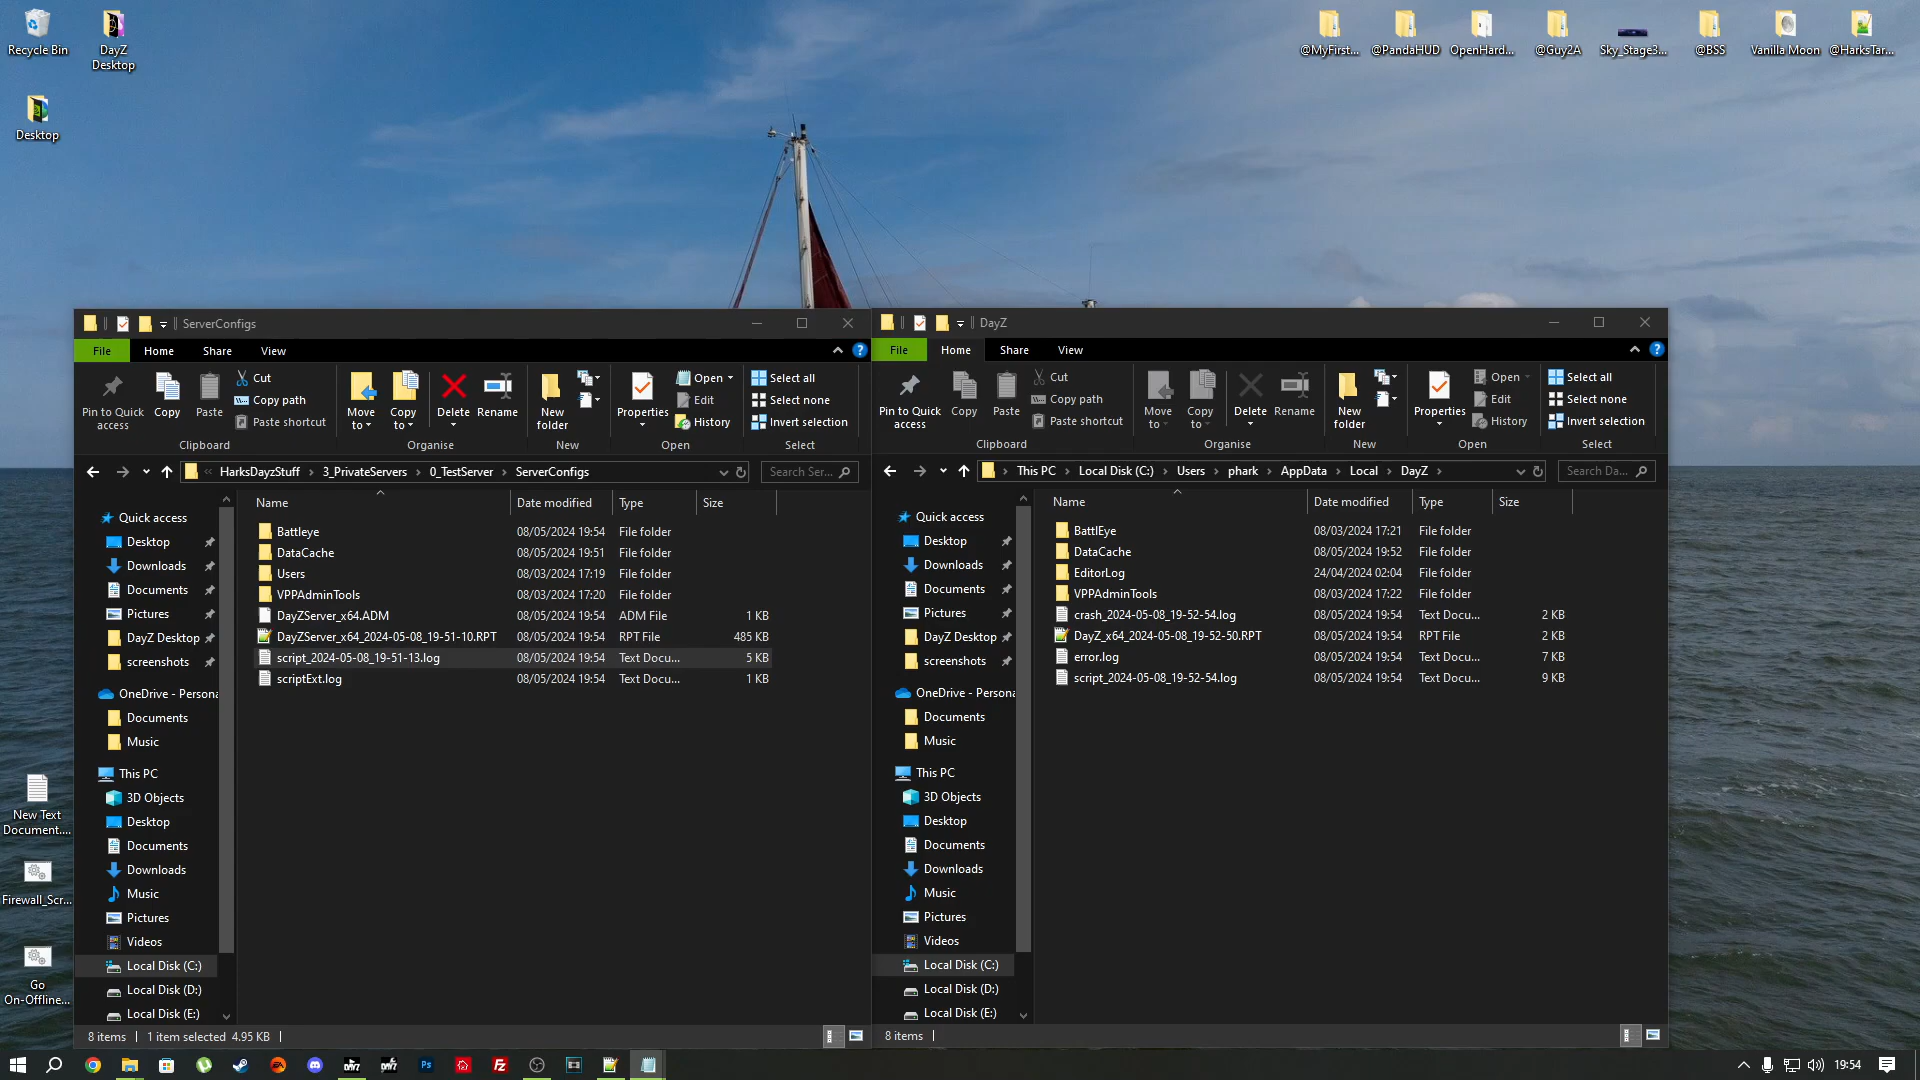 Recycle Bin
DayZ
Desktop
Desktop
@MyFirst...
@PandaHUD
OpenHard...
@Guy2A
Sky_Stage3...
@BSS
Vanilla Moon
@HarksTar...
New Text
Document....
Firewall_Scr...
Go
On-Offline...
ServerConfigs
File
Home
Share
View
Pin to Quick
access
Copy
Paste
Cut
Copy path
Paste shortcut
Clipboard
Move
to
Copy
to
Delete
Rename
Organise
New
folder
New
Properties
Open
Edit
History
Open
Select all
Select none
Invert selection
Select
« HarksDayzStuff > 3_PrivateServers > 0_TestServer > ServerConfigs
Search Ser...
Quick access
Desktop
Downloads
Documents
Pictures
DayZ Desktop
screenshots
OneDrive - Persona
Documents
Music
This PC
3D Objects
Desktop
Documents
Downloads
Music
Pictures
Videos
Local Disk (C:)
Local Disk (D:)
Local Disk (E:)
Name Date modified Type Size
Battleye 08/05/2024 19:54 File folder
DataCache 08/05/2024 19:51 File folder
Users 08/03/2024 17:19 File folder
VPPAdminTools 08/03/2024 17:20 File folder
DayZServer_x64.ADM 08/05/2024 19:54 ADM File 1 KB
DayZServer_x64_2024-05-08_19-51-10.RPT 08/05/2024 19:54 RPT File 485 KB
script_2024-05-08_19-51-13.log 08/05/2024 19:54 Text Docu... 5 KB
scriptExt.log 08/05/2024 19:54 Text Docu... 1 KB
8 items 1 item selected 4.95 KB
DayZ
File
Home
Share
View
Pin to Quick
access
Copy
Paste
Cut
Copy path
Paste shortcut
Clipboard
Move
to
Copy
to
Delete
Rename
Organise
New
folder
New
Properties
Open
Edit
History
Open
Select all
Select none
Invert selection
Select
> This PC > Local Disk (C:) > Users > phark > AppData > Local > DayZ >
Search Da...
Quick access
Desktop
Downloads
Documents
Pictures
DayZ Desktop
screenshots
OneDrive - Persona
Documents
Music
This PC
3D Objects
Desktop
Documents
Downloads
Music
Pictures
Videos
Local Disk (C:)
Local Disk (D:)
Local Disk (E:)
Name Date modified Type Size
BattlEye 08/03/2024 17:21 File folder
DataCache 08/05/2024 19:52 File folder
EditorLog 24/04/2024 02:04 File folder
VPPAdminTools 08/03/2024 17:22 File folder
crash_2024-05-08_19-52-54.log 08/05/2024 19:54 Text Docu... 2 KB
DayZ_x64_2024-05-08_19-52-50.RPT 08/05/2024 19:54 RPT File 2 KB
error.log 08/05/2024 19:54 Text Docu... 7 KB
script_2024-05-08_19-52-54.log 08/05/2024 19:54 Text Docu... 9 KB
8 items
19:54